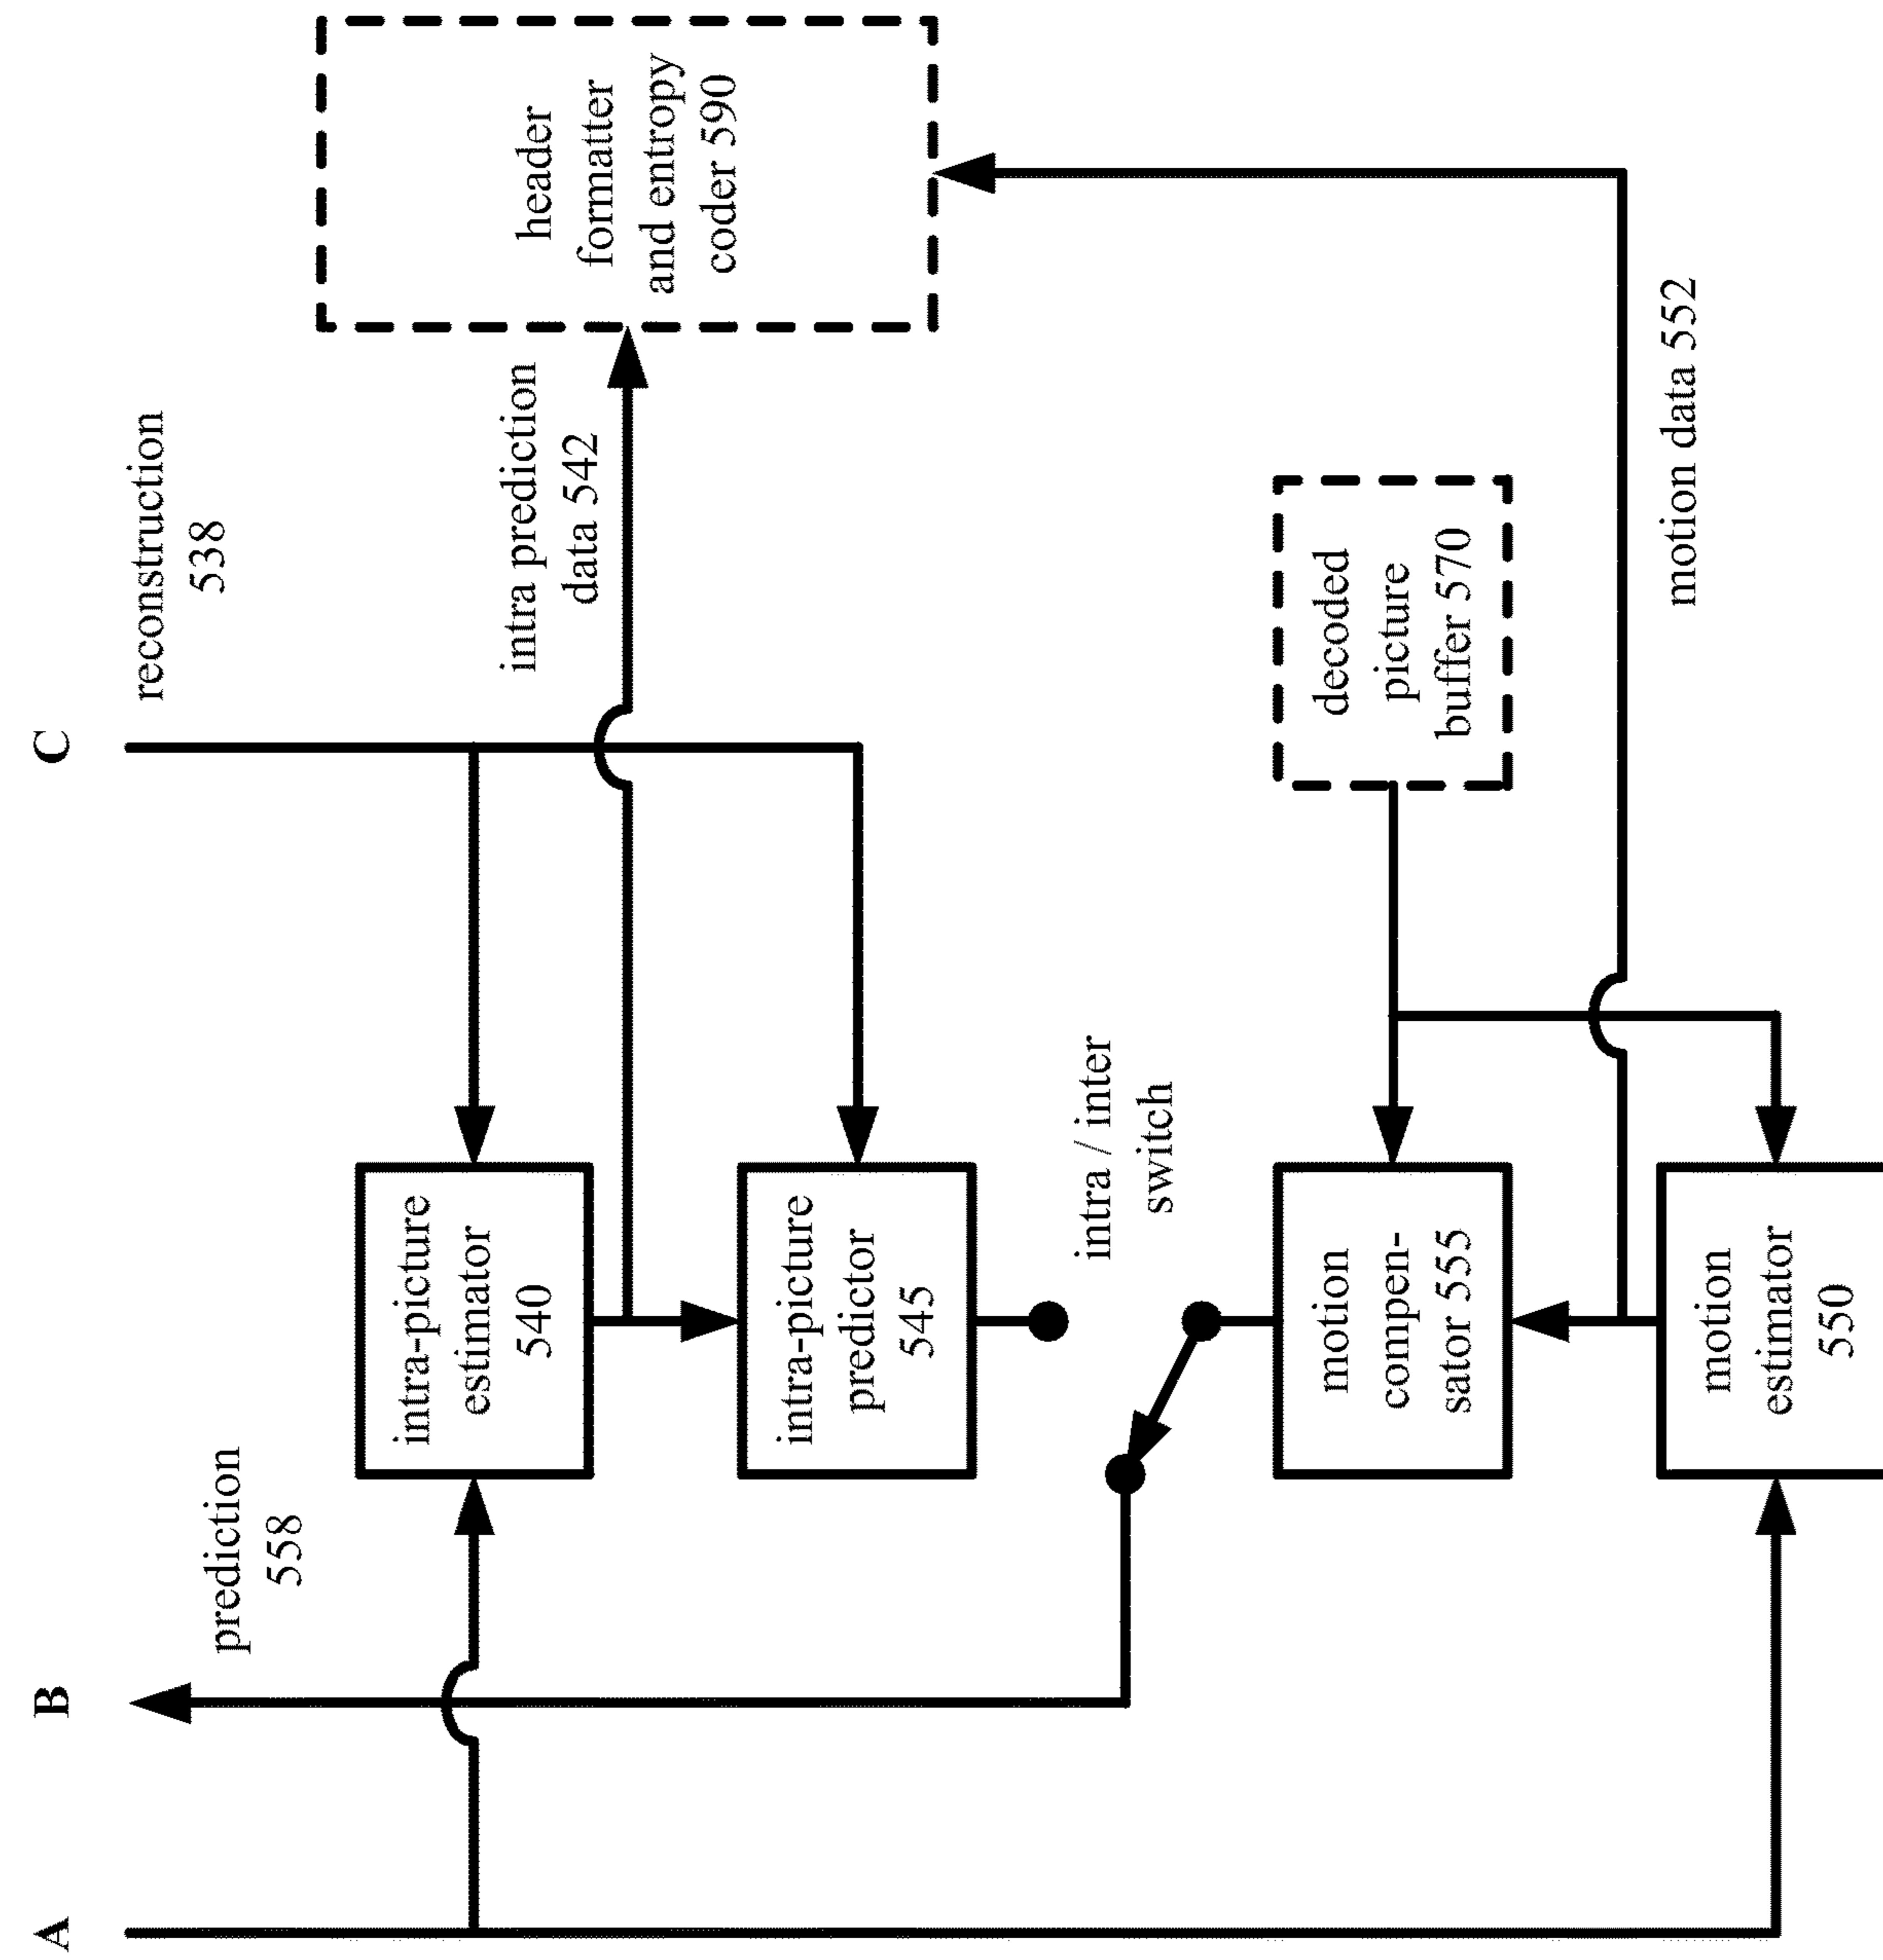 A
B
C
prediction
558
reconstruction
538
intra-picture
estimator
540
intra prediction
data 542
header
formatter
and entropy
coder 590
intra-picture
predictor
545
intra / inter
switch
motion
compen-
sator 555
decoded
picture
buffer 570
motion
estimator
550
motion data 552